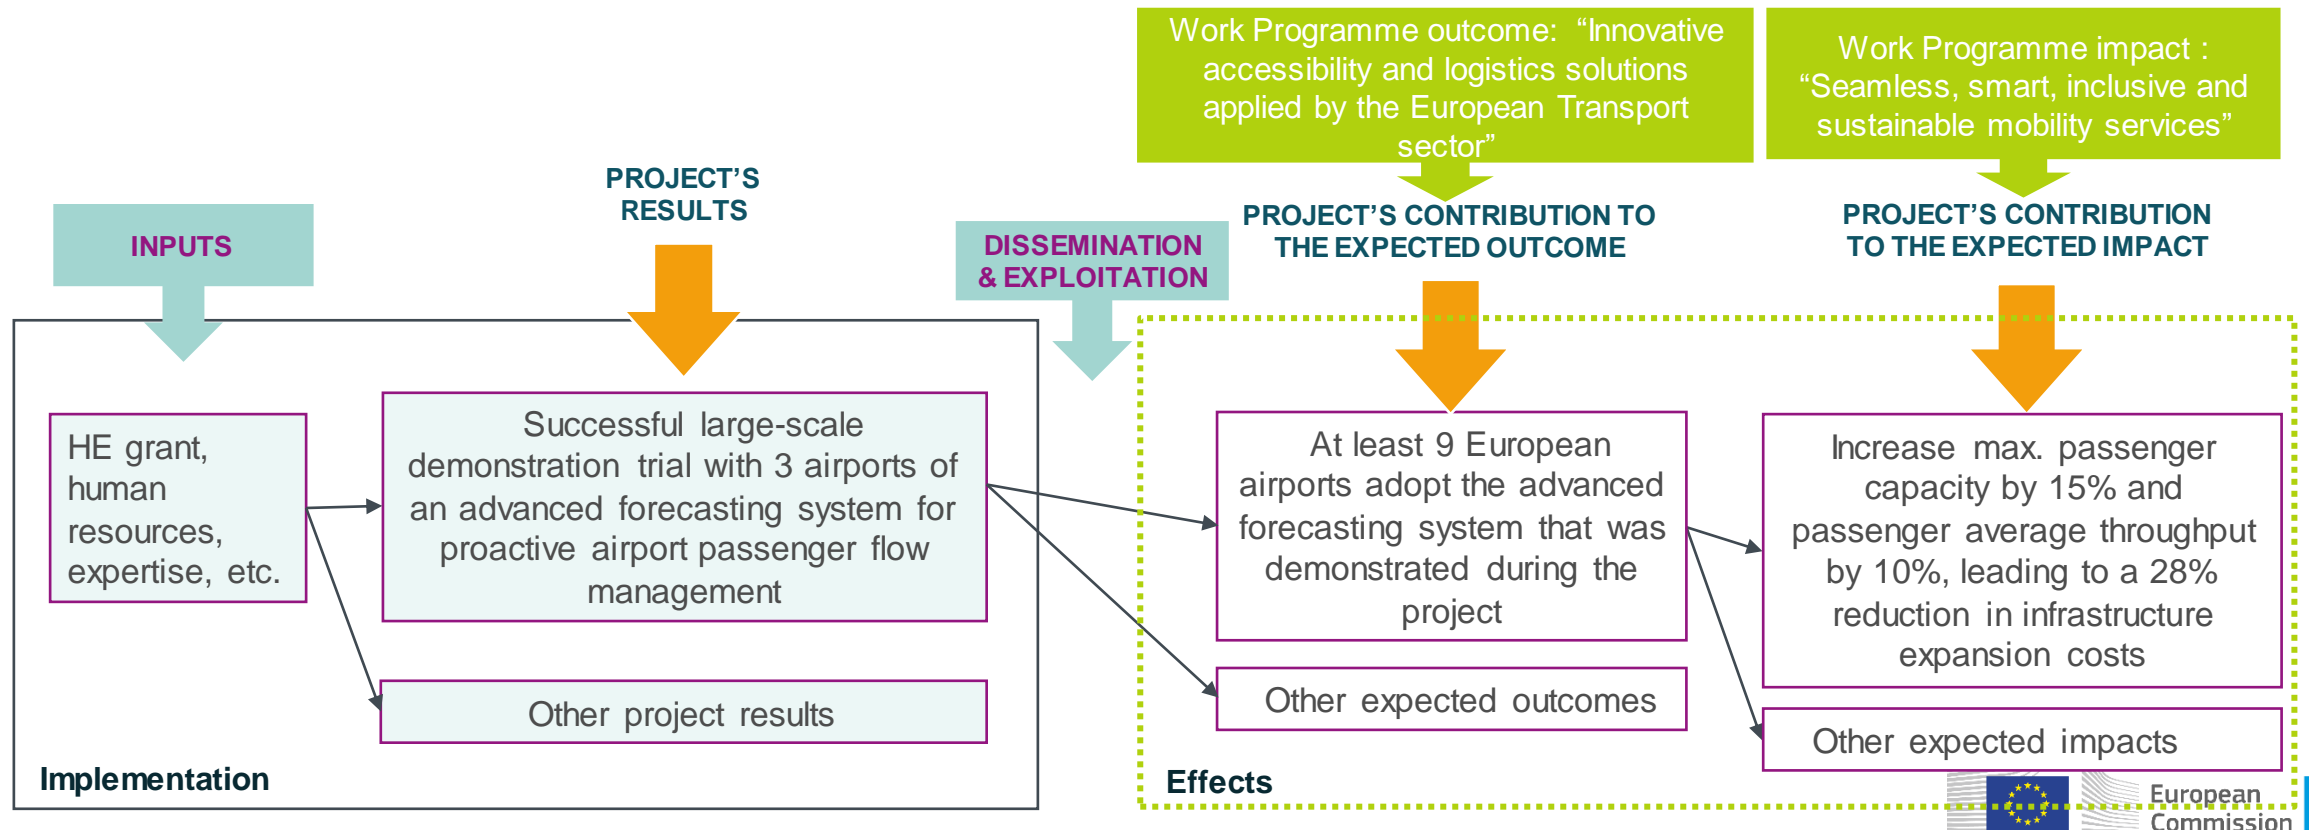 Work Programme outcome: “Innovative
accessibility and logistics solutions
applied by the European Transport
sector”
Work Programme impact :
“Seamless, smart, inclusive and
sustainable mobility services”
PROJECT’S
RESULTS
INPUTS
DISSEMINATION
& EXPLOITATION
PROJECT’S CONTRIBUTION TO
THE EXPECTED OUTCOME
PROJECT’S CONTRIBUTION
TO THE EXPECTED IMPACT
HE grant,
human
resources,
expertise, etc.
Successful large-scale
demonstration trial with 3 airports of
an advanced forecasting system for
proactive airport passenger flow
management
Other project results
Implementation
At least 9 European
airports adopt the advanced
forecasting system that was
demonstrated during the
project
Other expected outcomes
Increase max. passenger
capacity by 15% and
passenger average throughput
by 10%, leading to a 28%
reduction in infrastructure
expansion costs
Other expected impacts
Effects
European
Commission